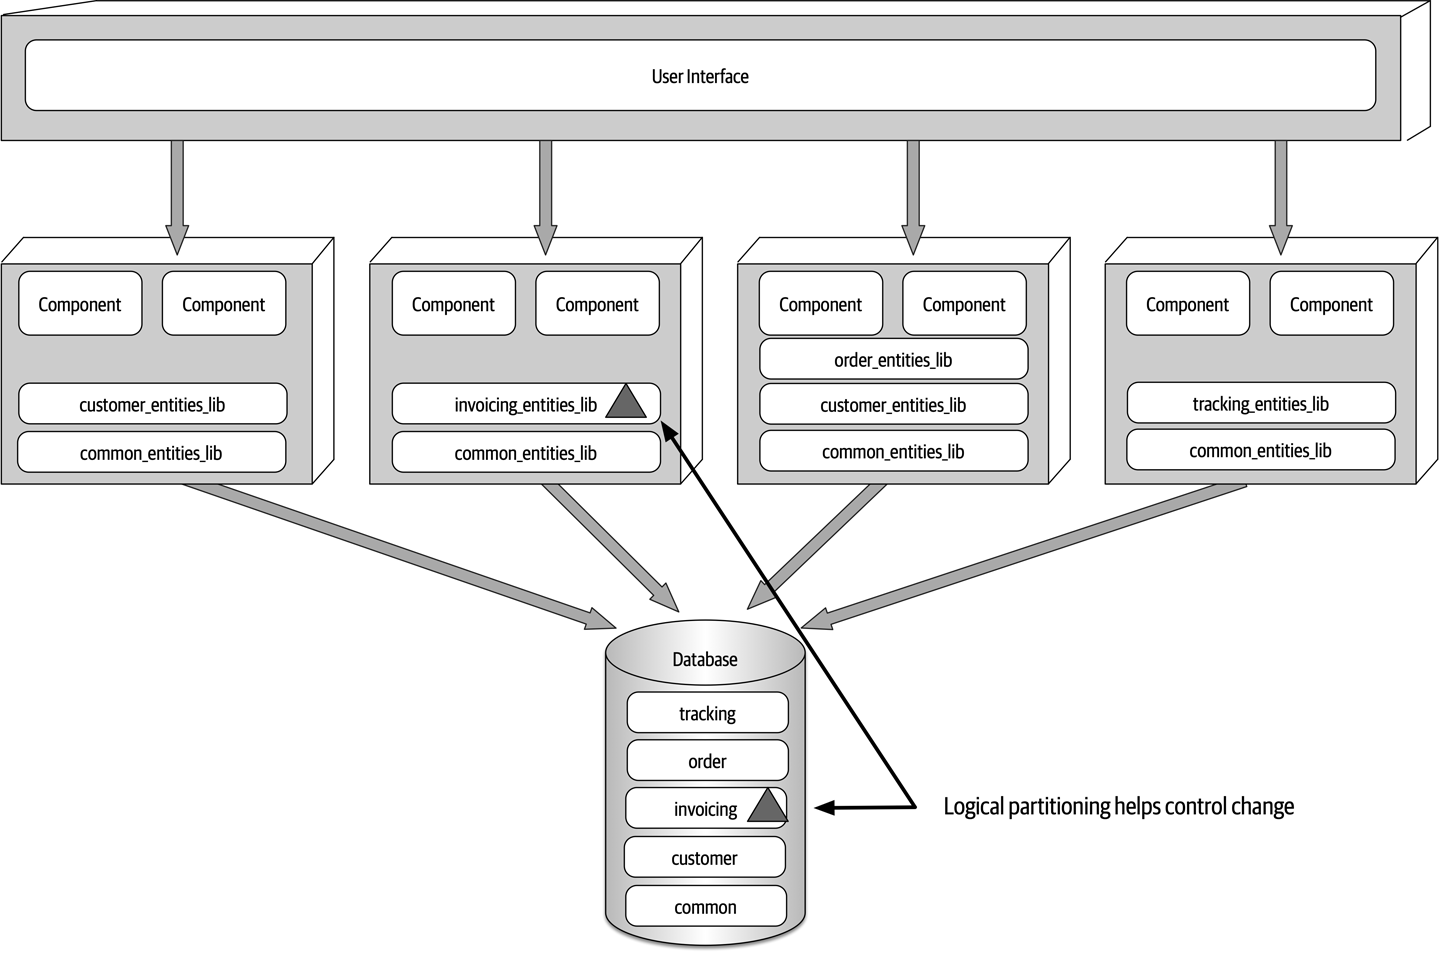 User Interface
Component
Component
customer_entities_lib
common_entities_lib
Component
Component
invoicing_entities_lib
common_entities_lib
Component
Component
order_entities_lib
customer_entities_lib
common_entities_lib
Component
Component
tracking_entities_lib
common_entities_lib
Database
tracking
order
invoicing
customer
common
Logical partitioning helps control change